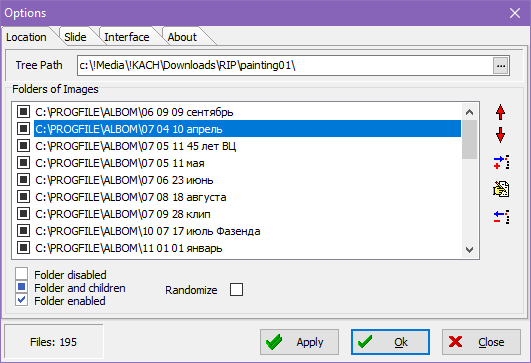 Options
Location Slide Interface About
Tree Path c:\!Media\!KACH\Downloads\RIP\painting01\ ...
Folders of Images
C:\PROGFILE\ALBOM\06 09 09 сентябрь
C:\PROGFILE\ALBOM\07 04 10 апрель
C:\PROGFILE\ALBOM\07 05 11 45 лет ВЦ
C:\PROGFILE\ALBOM\07 05 11 мая
C:\PROGFILE\ALBOM\07 06 23 июнь
C:\PROGFILE\ALBOM\07 08 18 августа
C:\PROGFILE\ALBOM\07 09 28 клип
C:\PROGFILE\ALBOM\10 07 17 июль Фазенда
C:\PROGFILE\ALBOM\11 01 01 январь
Folder disabled
Folder and children
Randomize
Folder enabled
Files: 195
Apply Ok Close